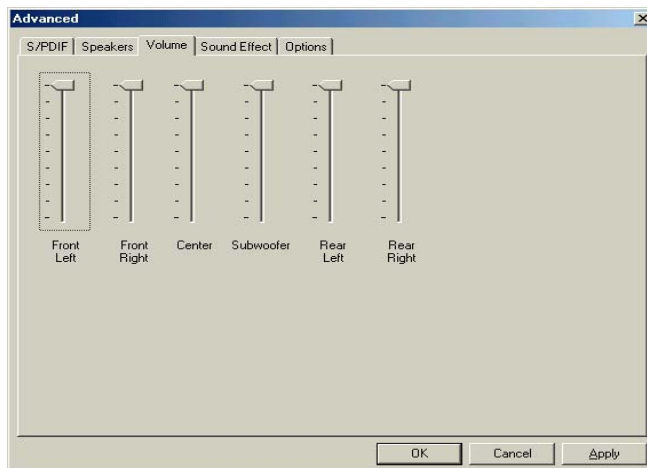 Advanced
S/PDIF Speakers Volume Sound Effect Options
Front Left
Front Right
Center
Subwoofer
Rear Left
Rear Right
OK Cancel Apply